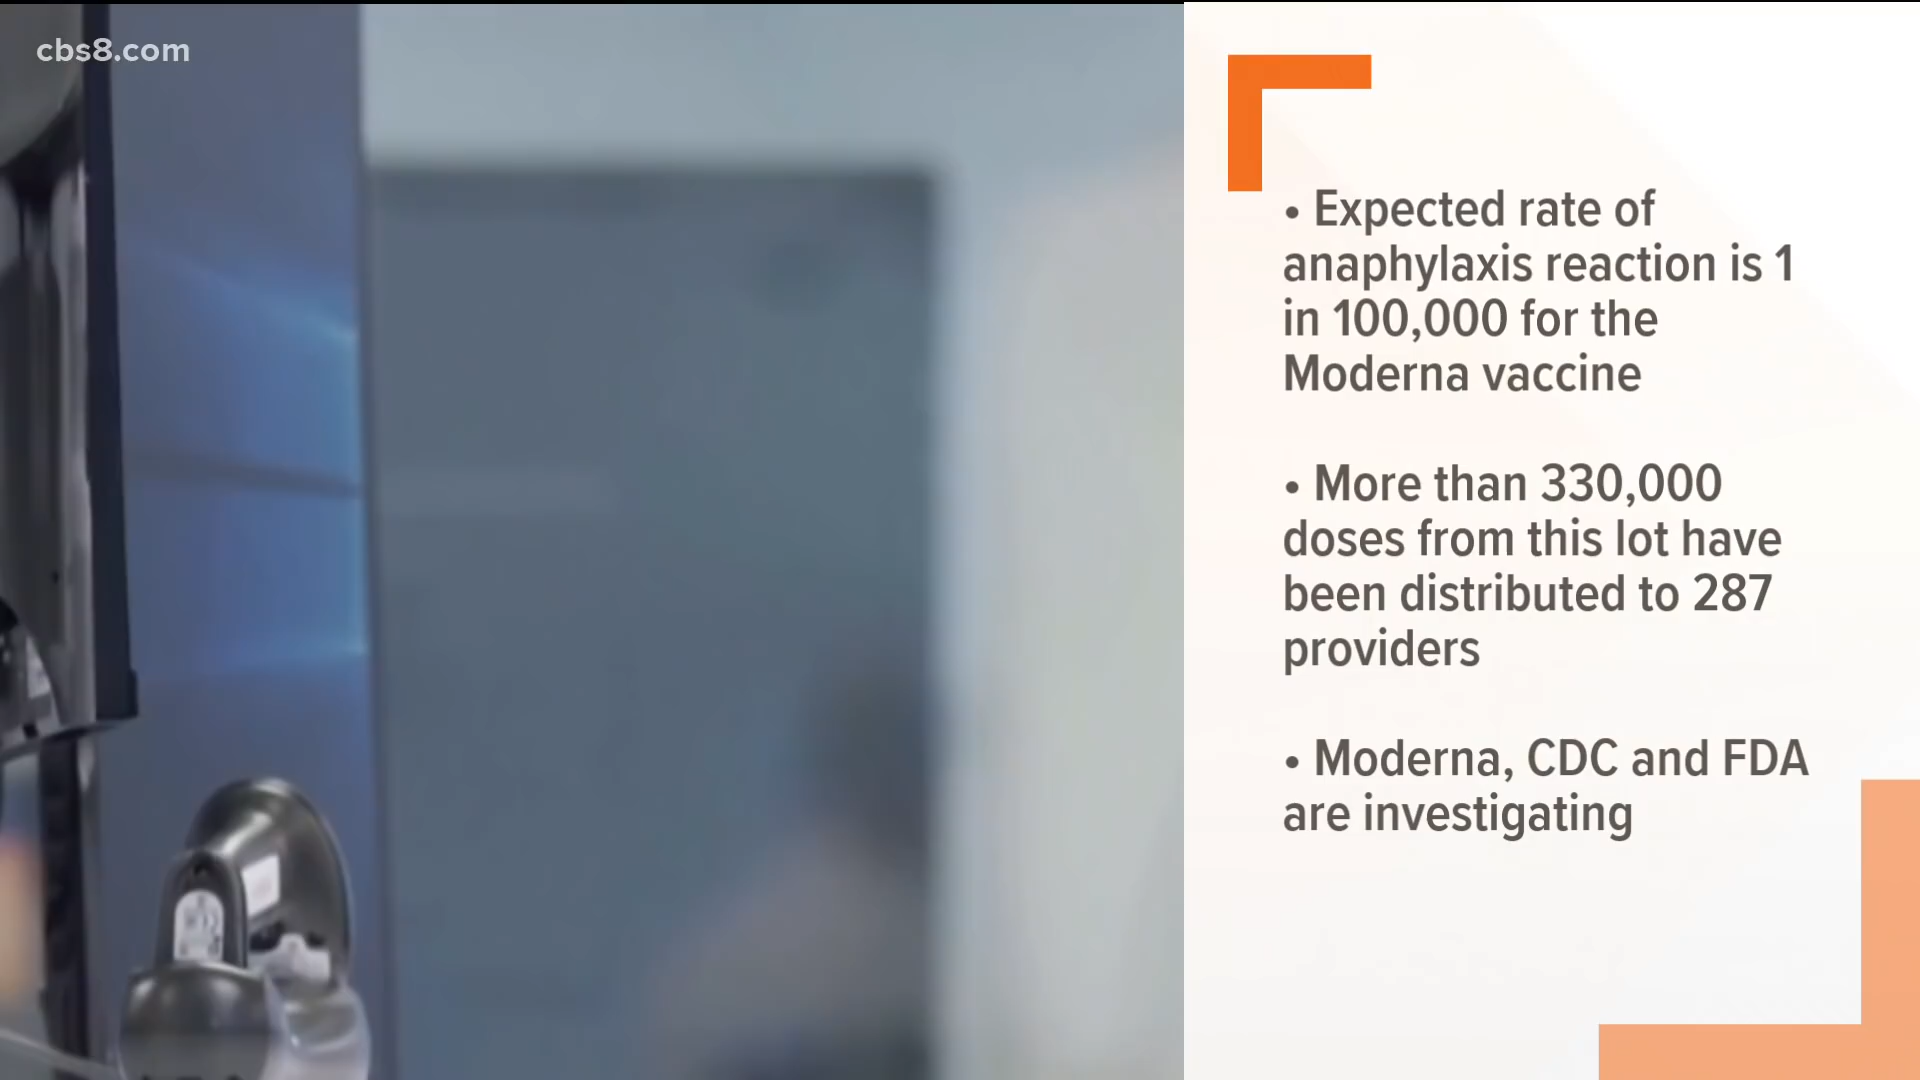 cbs8.com
• Expected rate of
anaphylaxis reaction is 1
in 100,000 for the
Moderna vaccine
• More than 330,000
doses from this lot have
been distributed to 287
providers
• Moderna, CDC and FDA
are investigating